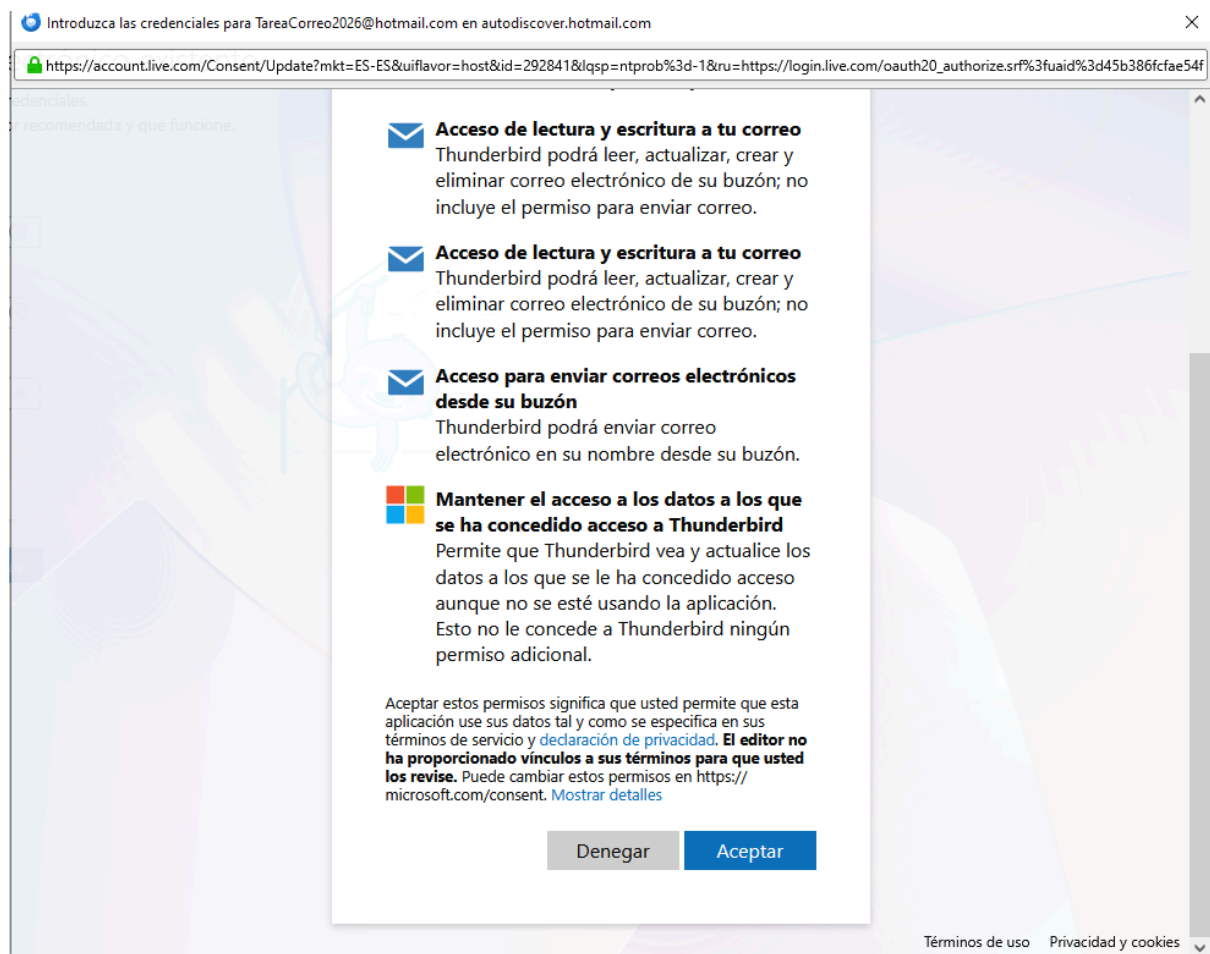 Introduzca las credenciales para TareaCorreo2026@hotmail.com en autodiscover.hotmail.com
https://account.live.com/Consent/Update?mkt=ES-ES&uiflavor=host&id=292841&lqsp=ntprob%3d-1&ru=https://login.live.com/oauth20_authorize.srf%3fuaid%3d45b386fcfae54f
edenciales.
r recomendada y que funcione.
Acceso de lectura y escritura a tu correo
Thunderbird podrá leer, actualizar, crear y
eliminar correo electrónico de su buzón; no
incluye el permiso para enviar correo.
Acceso de lectura y escritura a tu correo
Thunderbird podrá leer, actualizar, crear y
eliminar correo electrónico de su buzón; no
incluye el permiso para enviar correo.
Acceso para enviar correos electrónicos
desde su buzón
Thunderbird podrá enviar correo
electrónico en su nombre desde su buzón.
Mantener el acceso a los datos a los que
se ha concedido acceso a Thunderbird
Permite que Thunderbird vea y actualice los
datos a los que se le ha concedido acceso
aunque no se esté usando la aplicación.
Esto no le concede a Thunderbird ningún
permiso adicional.
Aceptar estos permisos significa que usted permite que esta
aplicación use sus datos tal y como se especifica en sus
términos de servicio y declaración de privacidad. El editor no
ha proporcionado vínculos a sus términos para que usted
los revise. Puede cambiar estos permisos en https://
microsoft.com/consent. Mostrar detalles
Denegar Aceptar
Términos de uso Privacidad y cookies